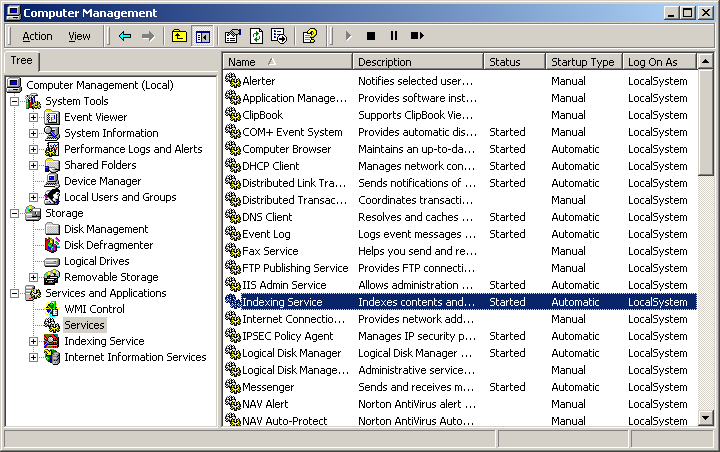 Computer Management
Action View
Tree
Computer Management (Local)
System Tools
Event Viewer
System Information
Performance Logs and Alerts
Shared Folders
Device Manager
Local Users and Groups
Storage
Disk Management
Disk Defragmenter
Logical Drives
Removable Storage
Services and Applications
WMI Control
Services
Indexing Service
Internet Information Services
Name Description Status Startup Type Log On As
Alerter Notifies selected user... Manual LocalSystem
Application Manage... Provides software inst... Manual LocalSystem
ClipBook Supports ClipBook Vie... Manual LocalSystem
COM+ Event System Provides automatic dis... Started Manual LocalSystem
Computer Browser Maintains an up-to-da... Started Automatic LocalSystem
DHCP Client Manages network con... Started Automatic LocalSystem
Distributed Link Tra... Sends notifications of ... Started Automatic LocalSystem
Distributed Transac... Coordinates transacti... Manual LocalSystem
DNS Client Resolves and caches ... Started Automatic LocalSystem
Event Log Logs event messages ... Started Automatic LocalSystem
Fax Service Helps you send and re... Manual LocalSystem
FTP Publishing Service Provides FTP connecti... Manual LocalSystem
IIS Admin Service Allows administration ... Started Automatic LocalSystem
Indexing Service Indexes contents and... Started Automatic LocalSystem
Internet Connectio... Provides network add... Manual LocalSystem
IPSEC Policy Agent Manages IP security p... Started Automatic LocalSystem
Logical Disk Manager Logical Disk Manager ... Started Automatic LocalSystem
Logical Disk Manage... Administrative service... Manual LocalSystem
Messenger Sends and receives m... Started Automatic LocalSystem
NAV Alert Norton AntiVirus alert ... Manual LocalSystem
NAV Auto-Protect Norton AntiVirus Auto... Manual LocalSystem